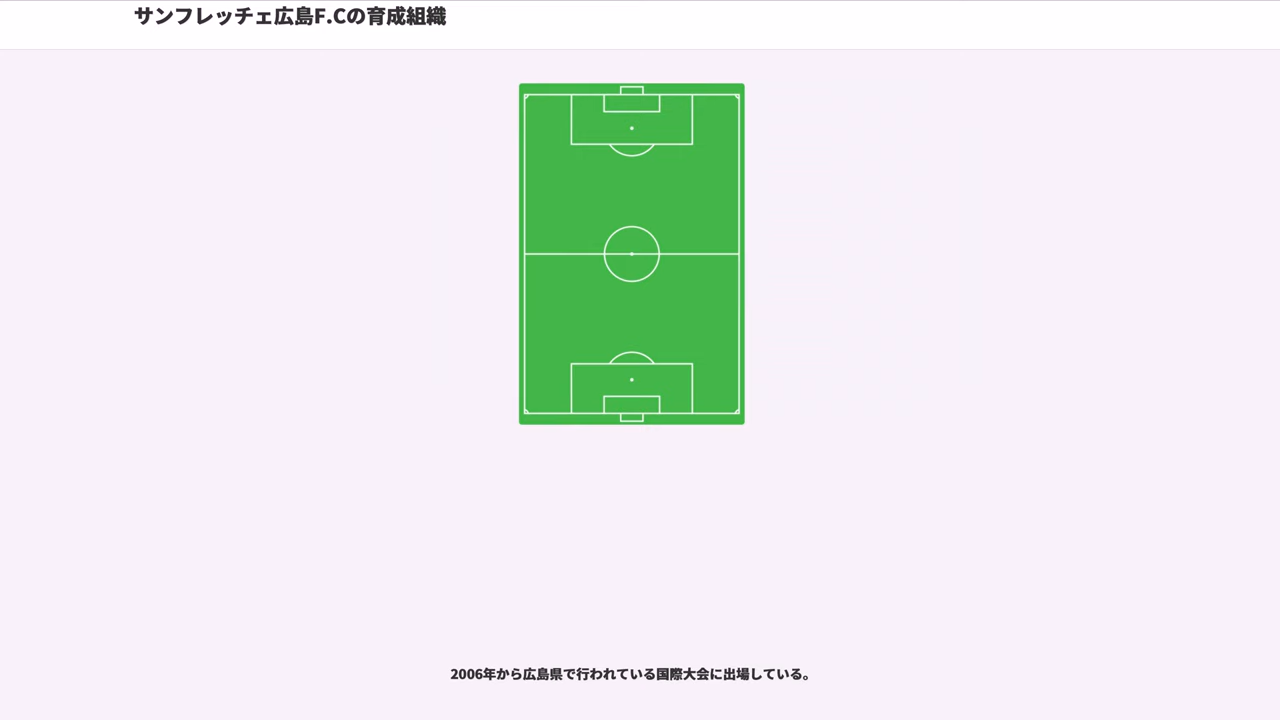 サンフレッチェ広島F.Cの育成組織
2006年から広島県で行われている国際大会に出場している。